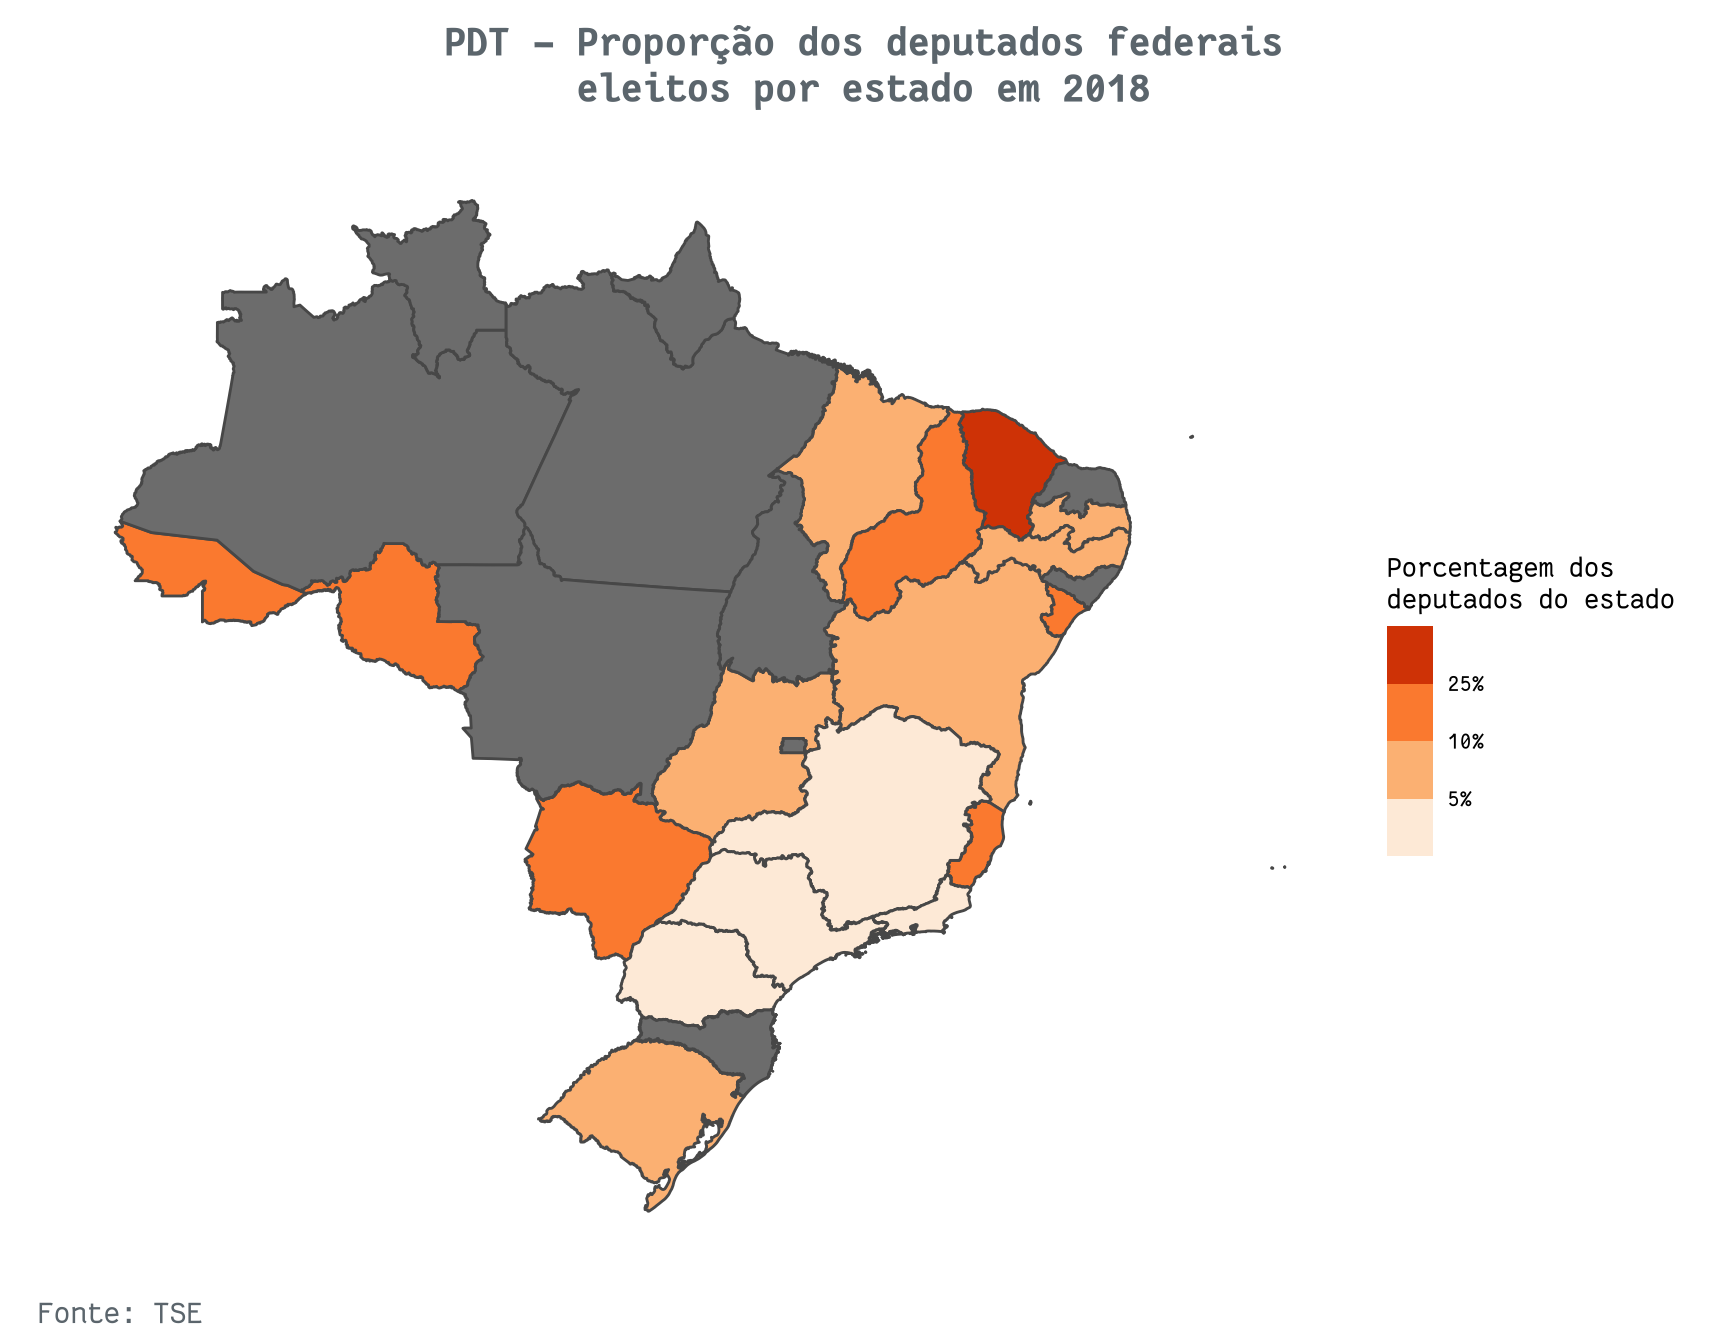 PDT – Proporção dos deputados federais
eleitos por estado em 2018
Porcentagem dos
deputados do estado
25%
10%
5%
Fonte: TSE